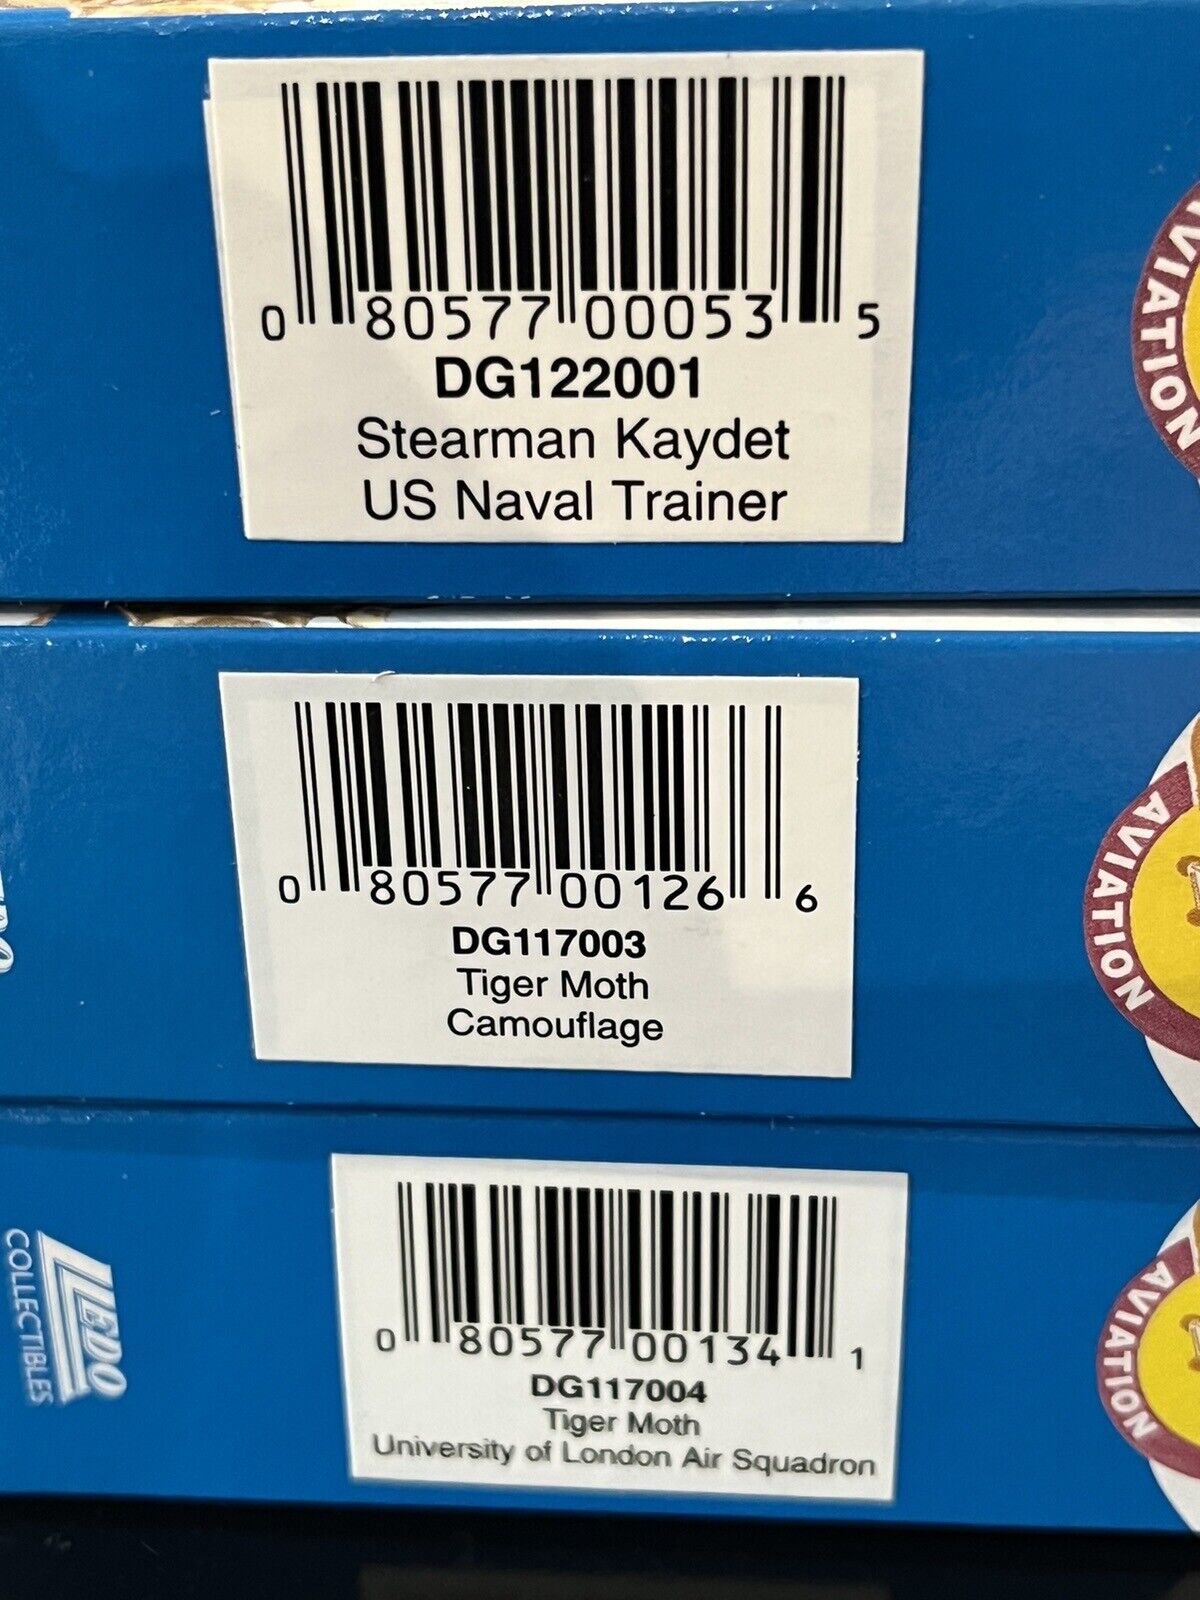 0 80577 00053 5
DG122001
Stearman Kaydet
US Naval Trainer
AVIATION
0 80577 00126 6
DG117003
Tiger Moth
Camouflage
AVIATION
LLEDO
COLLECTIBLES
0 80577 00134 1
DG117004
Tiger Moth
University of London Air Squadron
AVIATION